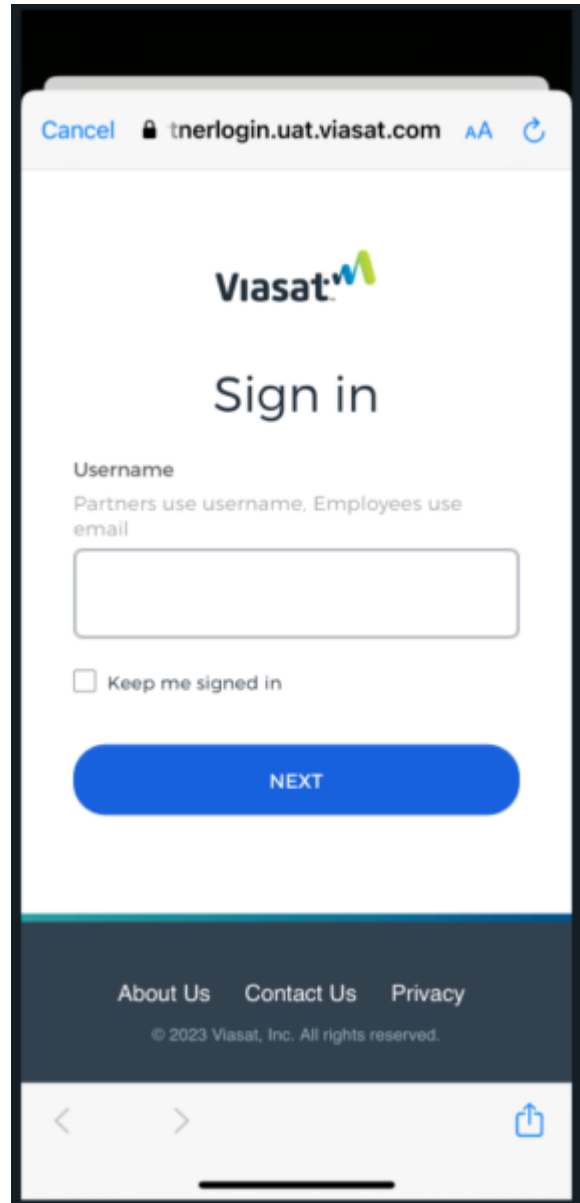 Cancel tnerlogin.uat.viasat.com AA
Viasat
Sign in
Username
Partners use username, Employees use
email
Keep me signed in
NEXT
About Us Contact Us Privacy
© 2023 Viasat, Inc. All rights reserved.